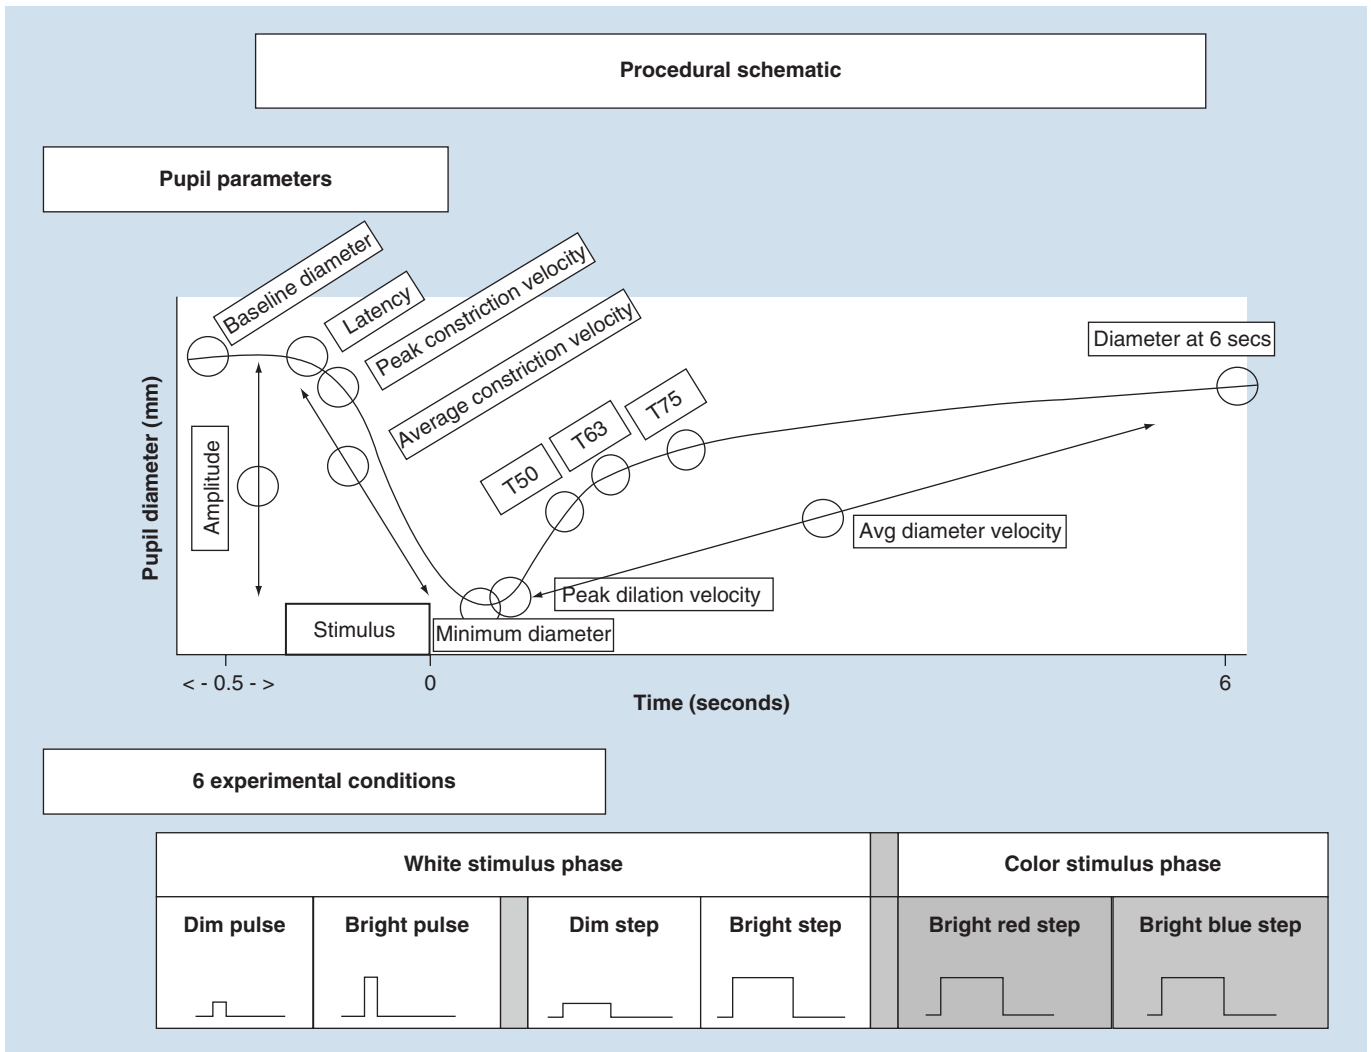 Procedural schematic
Pupil parameters
Baseline diameter
Latency
Peak constriction velocity
Average constriction velocity
T50
T63
T75
Diameter at 6 secs
Pupil diameter (mm)
Amplitude
Avg diameter velocity
Peak dilation velocity
Stimulus
Minimum diameter
< - 0.5 - >
0
6
Time (seconds)
6 experimental conditions
White stimulus phase
Color stimulus phase
Dim pulse
Bright pulse
Dim step
Bright step
Bright red step
Bright blue step